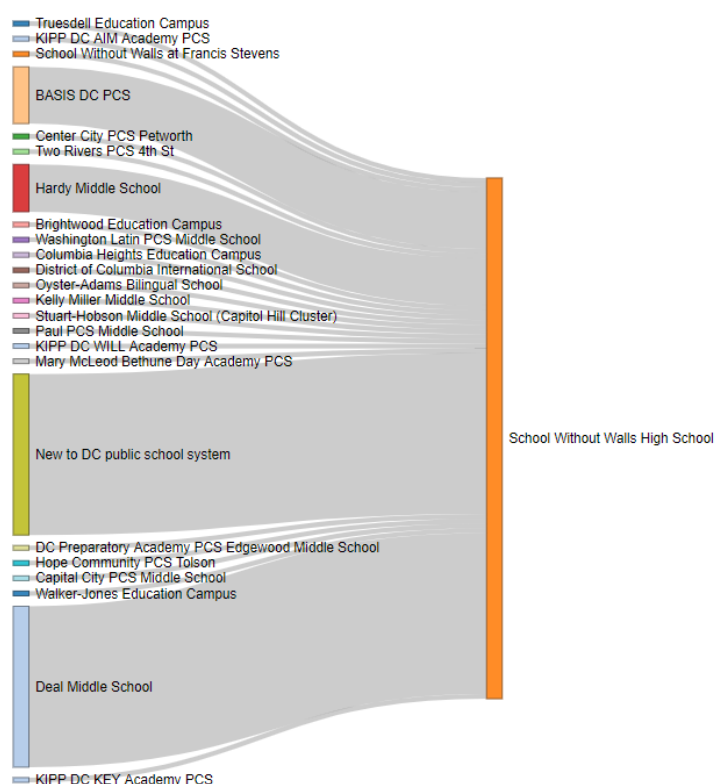 Truesdell Education Campus
KIPP DC AIM Academy PCS
School Without Walls at Francis Stevens
BASIS DC PCS
Center City PCS Petworth
Two Rivers PCS 4th St
Hardy Middle School
Brightwood Education Campus
Washington Latin PCS Middle School
Columbia Heights Education Campus
District of Columbia International School
Oyster-Adams Bilingual School
Kelly Miller Middle School
Stuart-Hobson Middle School (Capitol Hill Cluster)
Paul PCS Middle School
KIPP DC WILL Academy PCS
Mary McLeod Bethune Day Academy PCS
School Without Walls High School
New to DC public school system
DC Preparatory Academy PCS Edgewood Middle School
Hope Community PCS Tolson
Capital City PCS Middle School
Walker-Jones Education Campus
Deal Middle School
KIPP DC KEY Academy PCS